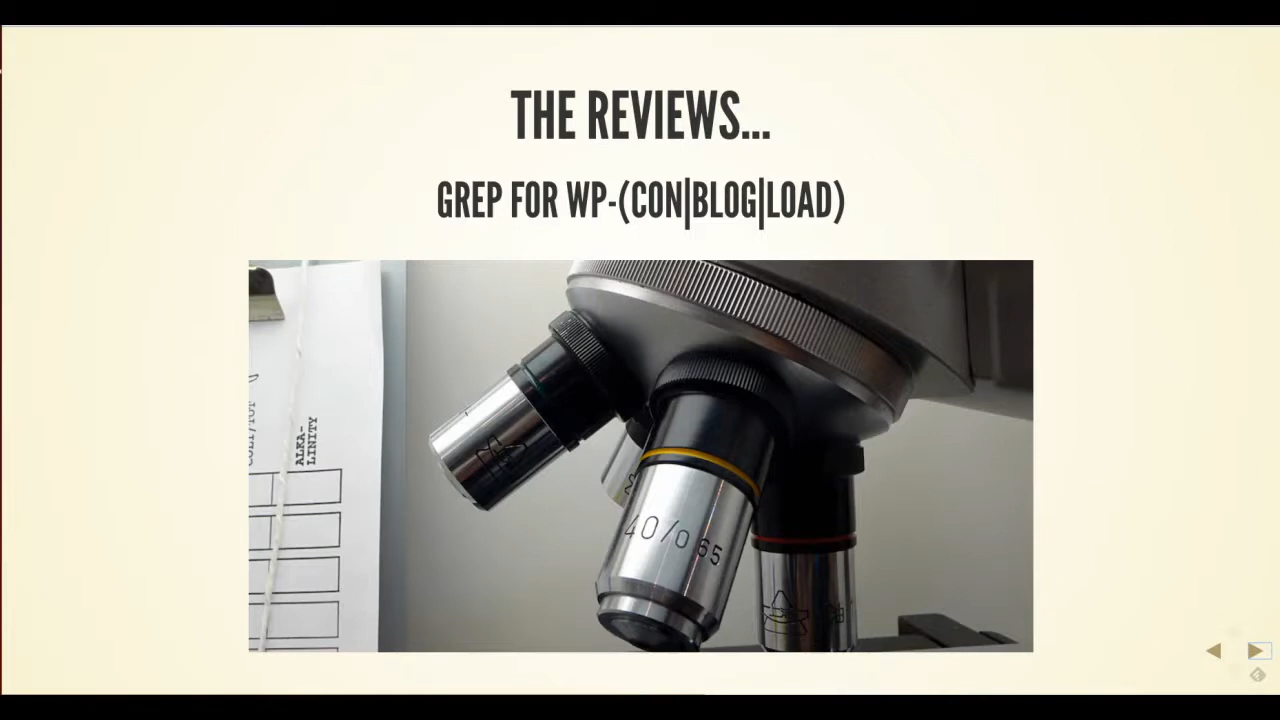 THE REVIEWS...
GREP FOR WP-(CON|BLOG|LOAD)
ALKA-
LINITY
40/0.65